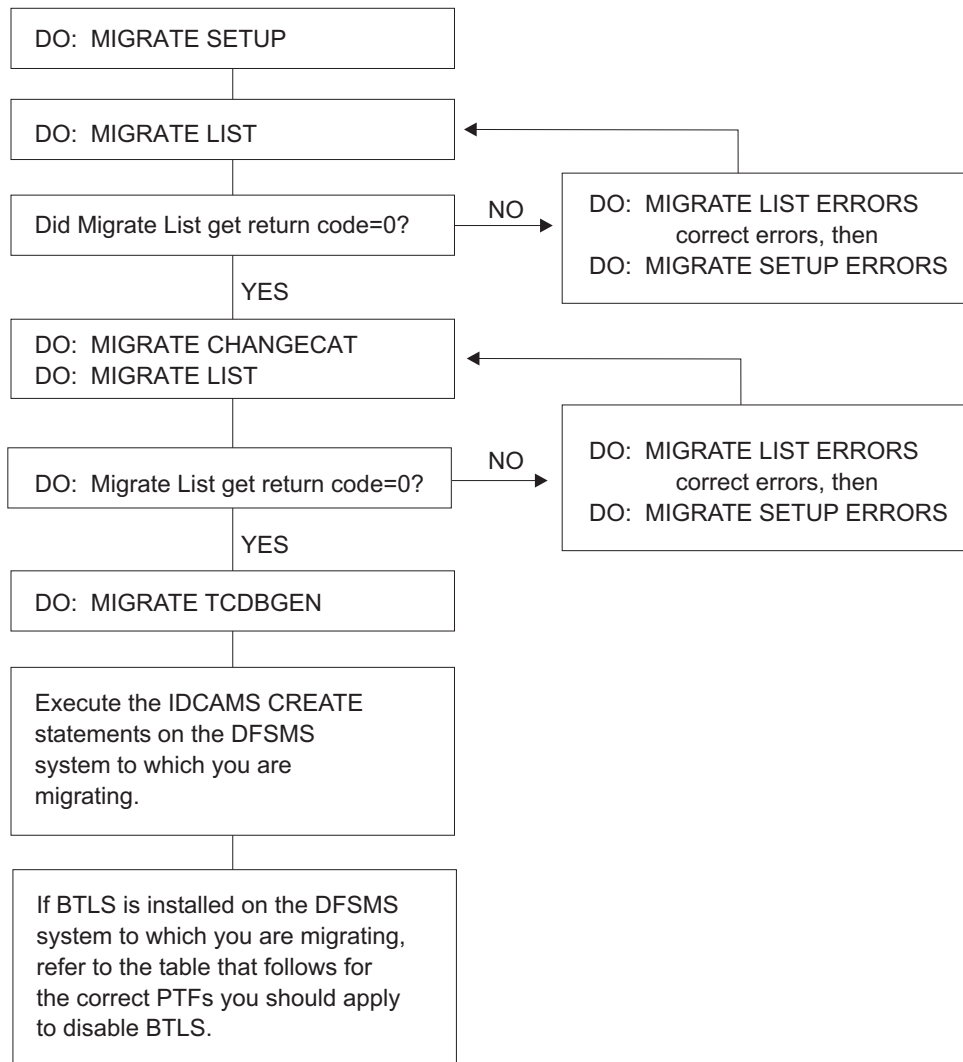 DO: MIGRATE SETUP
DO: MIGRATE LIST
Did Migrate List get return code=0?
NO
DO: MIGRATE LIST ERRORS
correct errors, then
DO: MIGRATE SETUP ERRORS
YES
DO: MIGRATE CHANGECAT
DO: MIGRATE LIST
DO: Migrate List get return code=0?
NO
DO: MIGRATE LIST ERRORS
correct errors, then
DO: MIGRATE SETUP ERRORS
YES
DO: MIGRATE TCDBGEN
Execute the IDCAMS CREATE
statements on the DFSMS
system to which you are
migrating.
If BTLS is installed on the DFSMS
system to which you are migrating,
refer to the table that follows for
the correct PTFs you should apply
to disable BTLS.